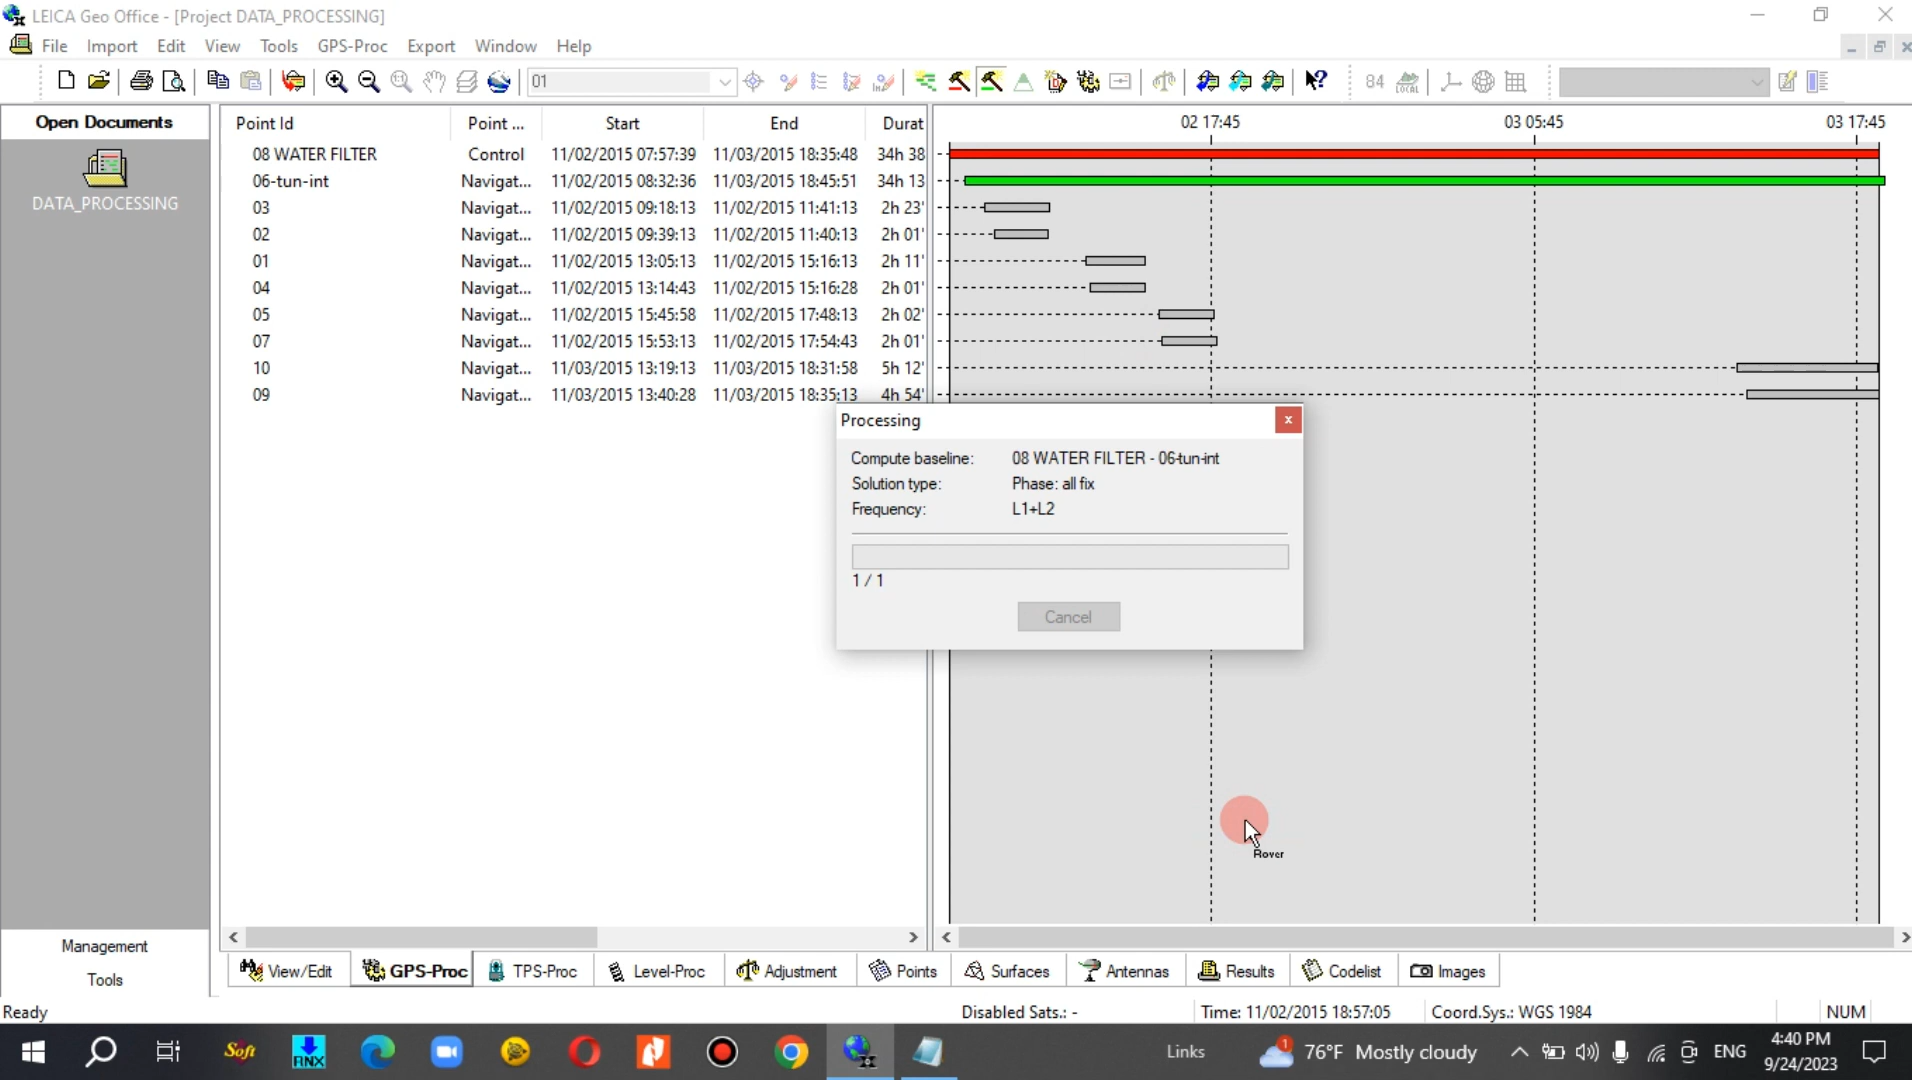 LEICA Geo Office - [Project DATA_PROCESSING]
File Import Edit View Tools GPS-Proc Export Window Help
01 84 LOCAL
Open Documents
DATA_PROCESSING
Point Id Point ... Start End Durat
08 WATER FILTER Control 11/02/2015 07:57:39 11/03/2015 18:35:48 34h 38
06-tun-int Navigat... 11/02/2015 08:32:36 11/03/2015 18:45:51 34h 13
03 Navigat... 11/02/2015 09:18:13 11/02/2015 11:41:13 2h 23'
02 Navigat... 11/02/2015 09:39:13 11/02/2015 11:40:13 2h 01'
01 Navigat... 11/02/2015 13:05:13 11/02/2015 15:16:13 2h 11'
04 Navigat... 11/02/2015 13:14:43 11/02/2015 15:16:28 2h 01'
05 Navigat... 11/02/2015 15:45:58 11/02/2015 17:48:13 2h 02'
07 Navigat... 11/02/2015 15:53:13 11/02/2015 17:54:43 2h 01'
10 Navigat... 11/03/2015 13:19:13 11/03/2015 18:31:58 5h 12'
09 Navigat... 11/03/2015 13:40:28 11/03/2015 18:35:13 4h 54'
02 17:45 03 05:45 03 17:45
Processing
Compute baseline: 08 WATER FILTER - 06-tun-int
Solution type: Phase: all fix
Frequency: L1+L2
1 / 1
Cancel
Rover
Management
Tools
View/Edit GPS-Proc TPS-Proc Level-Proc Adjustment Points Surfaces Antennas Results Codelist Images
Ready Disabled Sats.: - Time: 11/02/2015 18:57:05 Coord.Sys.: WGS 1984 NUM
Soft RNX Links 1 76°F Mostly cloudy ENG 4:40 PM
9/24/2023